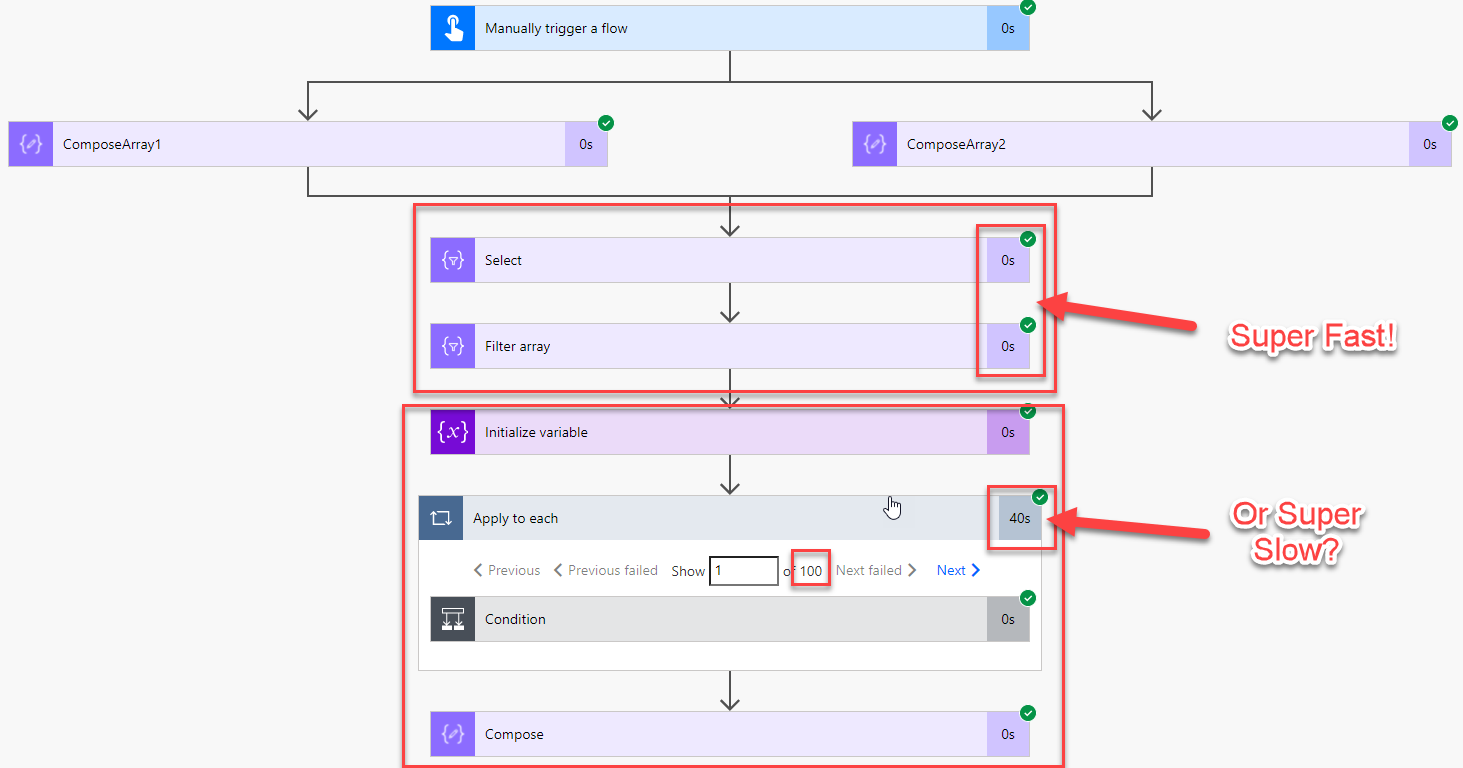 Manually trigger a flow 0s
ComposeArray1 0s
ComposeArray2 0s
Select 0s
Super Fast!
Filter array 0s
{x} Initialize variable 0s
Apply to each 40s
Or Super
Slow?
Previous Previous failed Show 1 of 100 Next failed Next
Condition 0s
Compose 0s